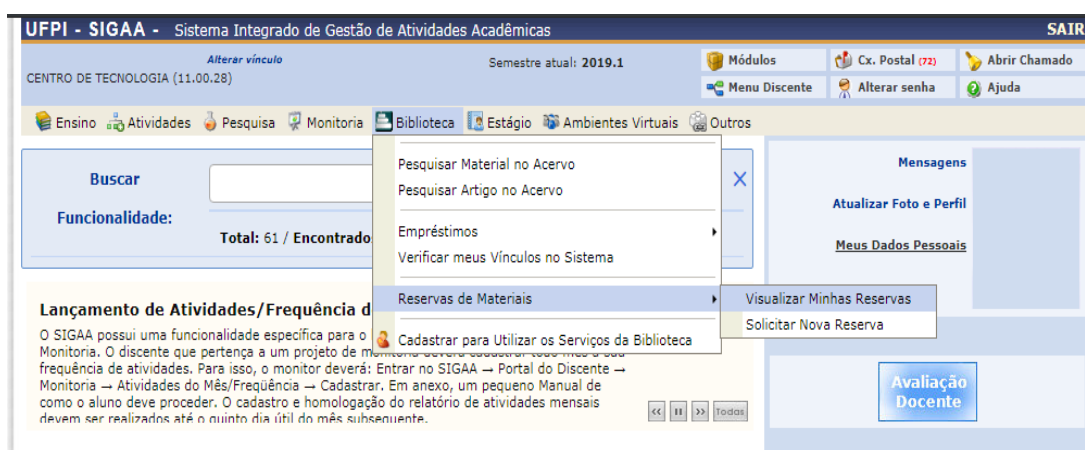 UFPI - SIGAA - Sistema Integrado de Gestão de Atividades Acadêmicas SAIR
Alterar vínculo
CENTRO DE TECNOLOGIA (11.00.28)
Semestre atual: 2019.1
Módulos Cx. Postal (72) Abrir Chamado
Menu Discente Alterar senha Ajuda
Ensino Atividades Pesquisa Monitoria Biblioteca Estágio Ambientes Virtuais Outros
Buscar
Funcionalidade:
Total: 61 / Encontrado
Pesquisar Material no Acervo
Pesquisar Artigo no Acervo
Empréstimos
Verificar meus Vínculos no Sistema
Reservas de Materiais
Visualizar Minhas Reservas
Solicitar Nova Reserva
Cadastrar para Utilizar os Serviços da Biblioteca
Mensagens
Atualizar Foto e Perfil
Meus Dados Pessoais
Lançamento de Atividades/Frequência d
O SIGAA possui uma funcionalidade específica para o
Monitoria. O discente que pertença a um projeto de monitoria deverá cadastrar todo mês a sua
frequência de atividades. Para isso, o monitor deverá: Entrar no SIGAA → Portal do Discente →
Monitoria → Atividades do Mês/Freqüência → Cadastrar. Em anexo, um pequeno Manual de
como o aluno deve proceder. O cadastro e homologação do relatório de atividades mensais
devem ser realizados até o quinto dia útil do mês subsequente.
Todas
Avaliação
Docente